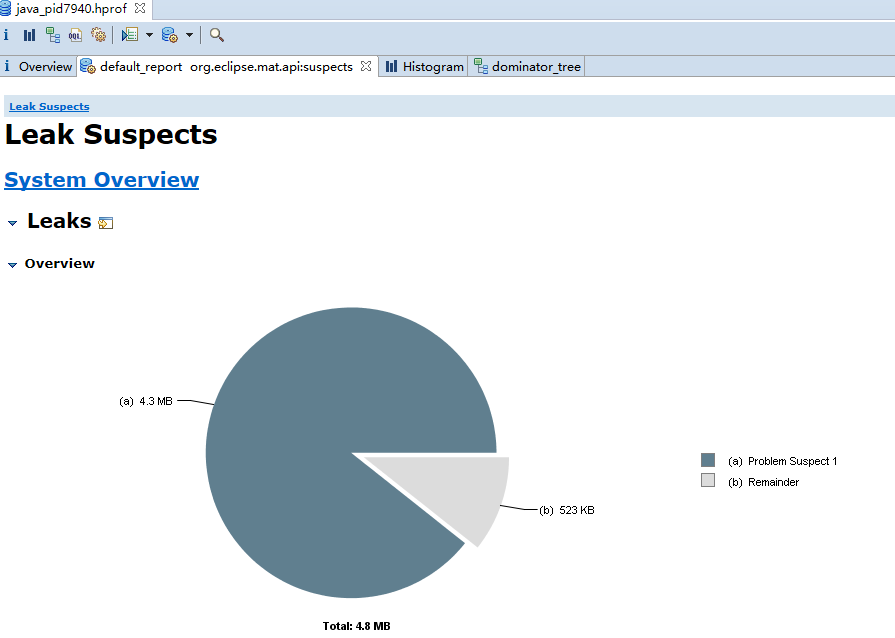 java_pid7940.hprof
i OQL
i Overview default_report org.eclipse.mat.api:suspects Histogram dominator_tree
Leak Suspects
Leak Suspects
System Overview
Leaks
Overview
(a) 4.3 MB
(a) Problem Suspect 1
(b) Remainder
(b) 523 KB
Total: 4.8 MB